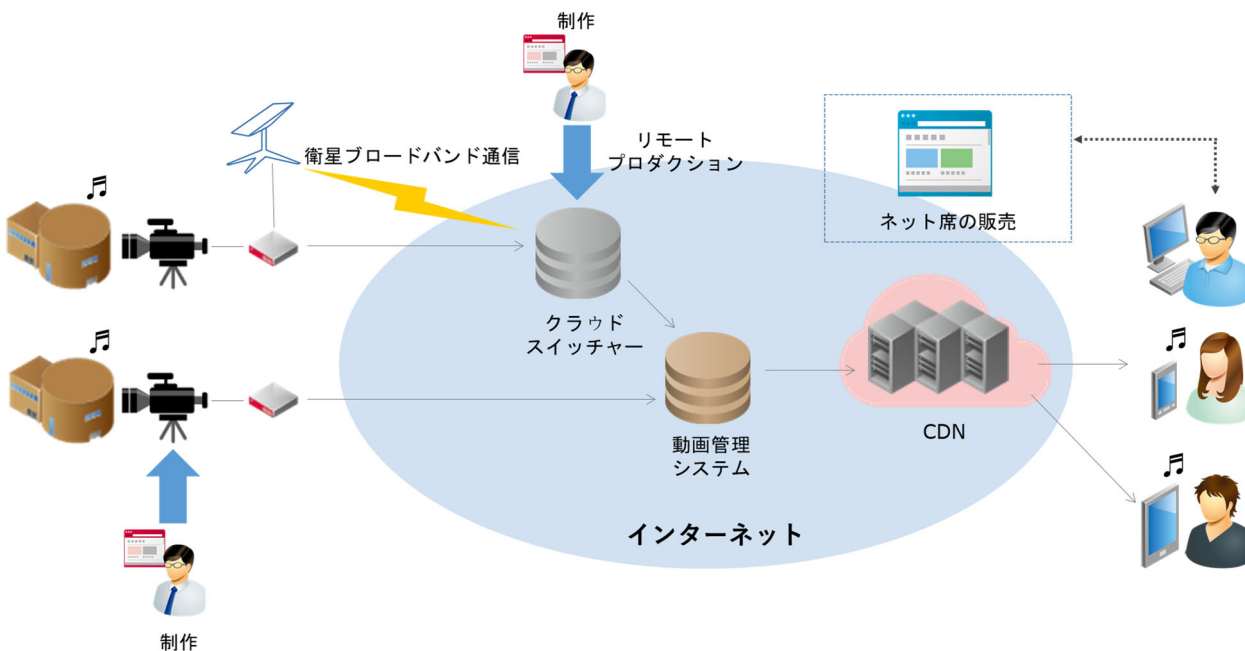 制作
衛星ブロードバンド通信
リモート
プロダクション
ネット席の販売
クラウド
スイッチャー
動画管理
システム
CDN
インターネット
制作